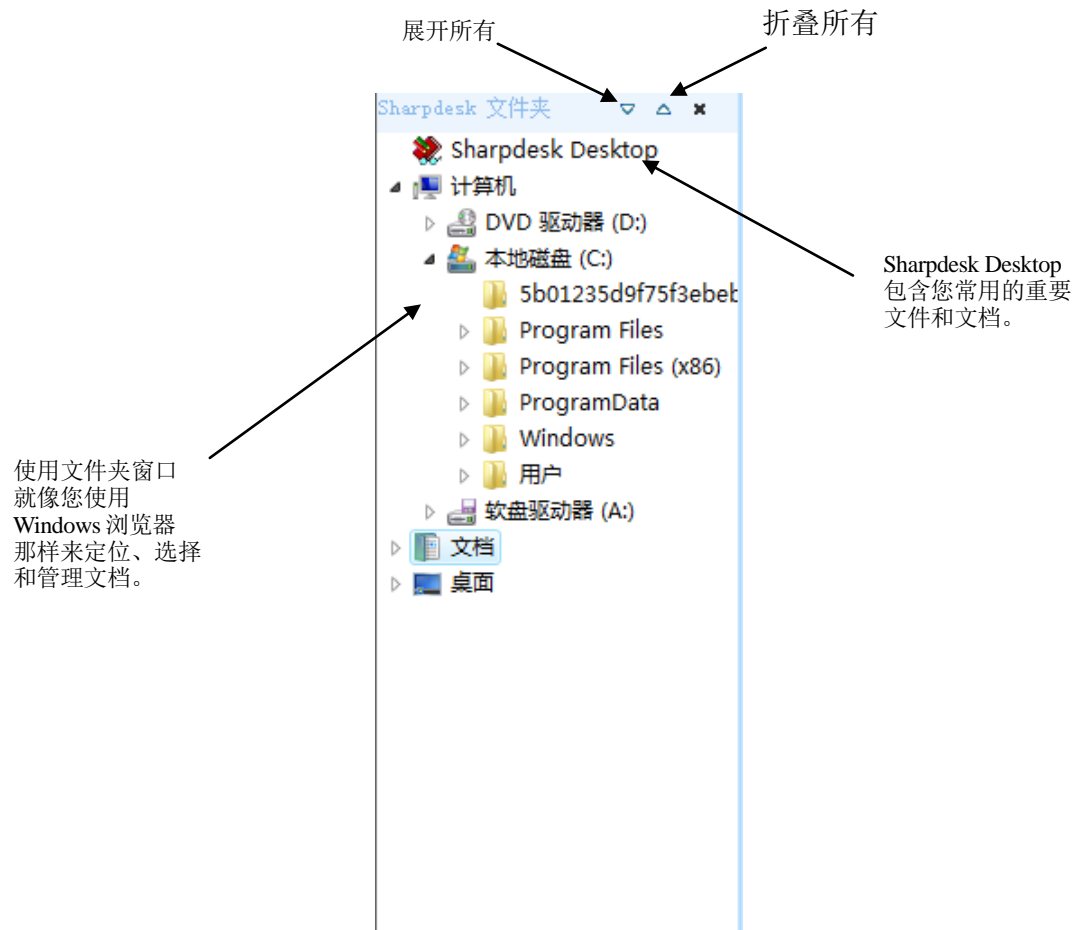 展开所有
折叠所有
Sharpdesk 文件夹
Sharpdesk Desktop
计算机
DVD 驱动器 (D:)
本地磁盘 (C:)
5b01235d9f75f3ebeb
Program Files
Program Files (x86)
ProgramData
Windows
用户
软盘驱动器 (A:)
文档
桌面
Sharpdesk Desktop
包含您常用的重要
文件和文档。
使用文件夹窗口
就像您使用
Windows 浏览器
那样来定位、选择
和管理文档。